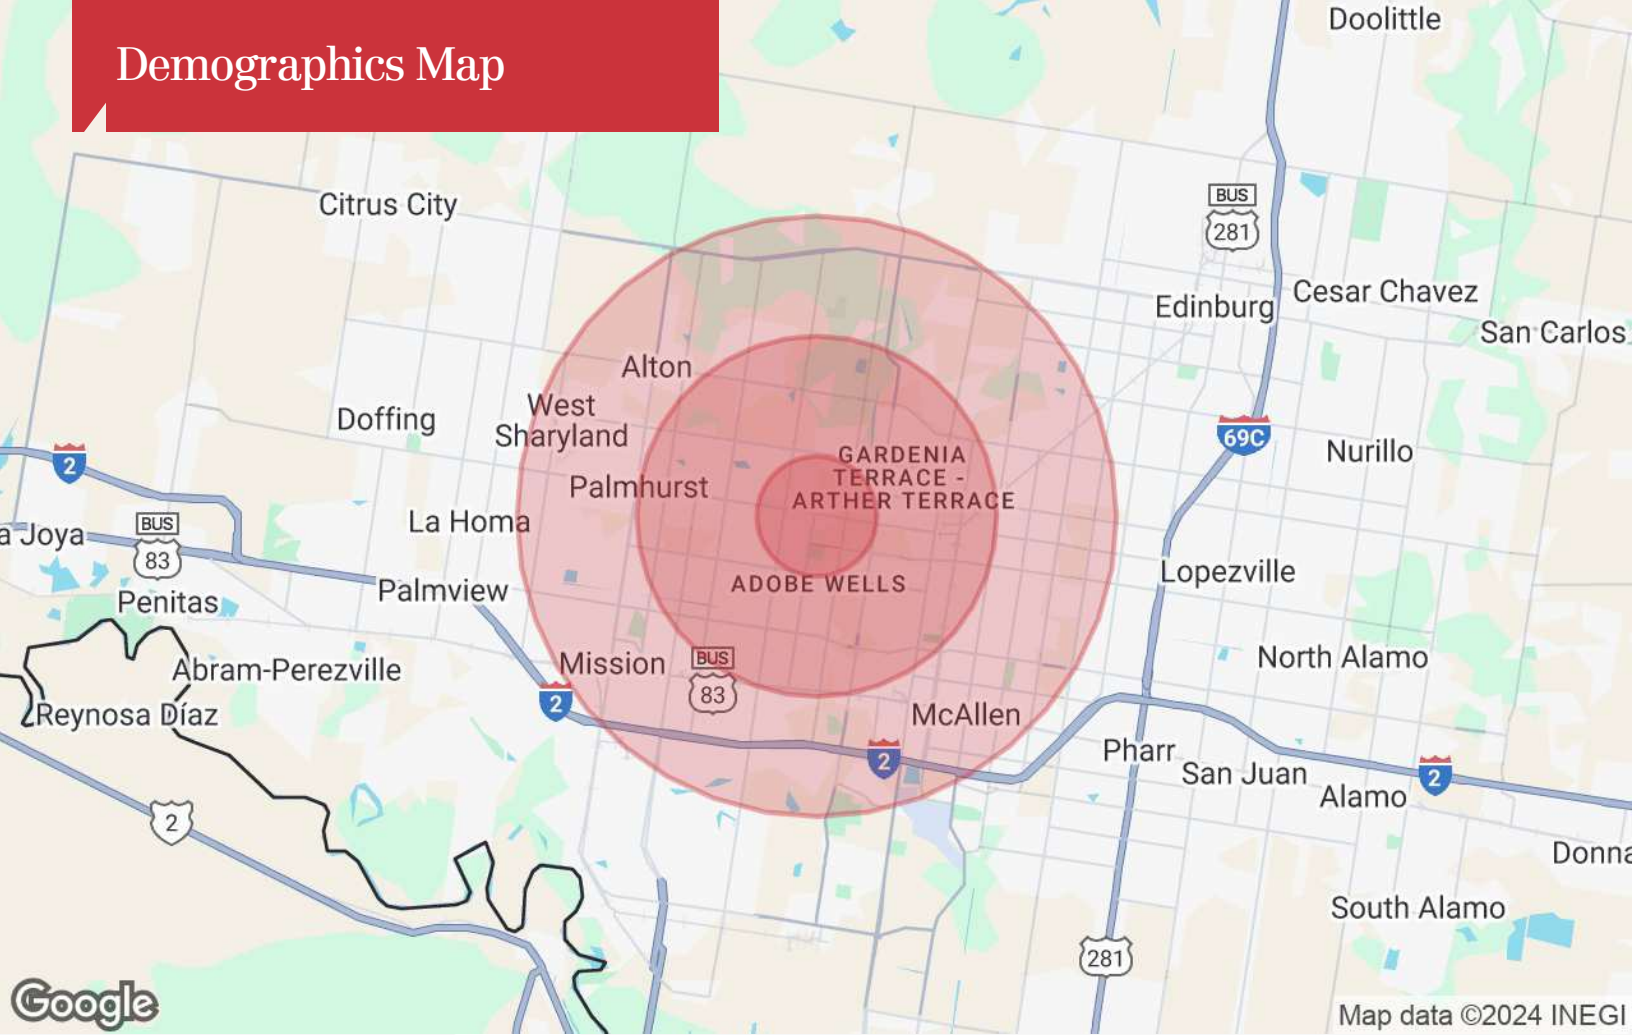 Demographics Map
Doolittle
BUS
281
Citrus City
Edinburg
Cesar Chavez
San Carlos
Alton
West
Sharyland
Doffing
69C
Nurillo
2
GARDENIA
TERRACE -
ARTHER TERRACE
Palmhurst
La Homa
a Joya
BUS
83
Lopezville
Palmview
ADOBE WELLS
Penitas
Mission
BUS
83
North Alamo
Abram-Perezville
2
Reynosa Díaz
McAllen
Pharr
2
San Juan
2
Alamo
2
Donna
South Alamo
281
Google
Map data ©2024 INEGI